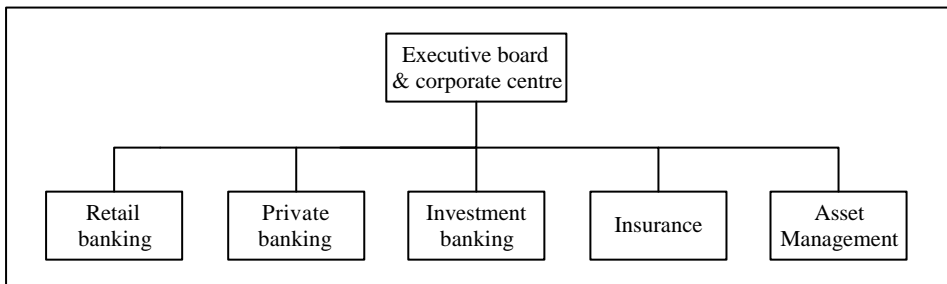 Executive board
& corporate centre
Retail
banking
Private
banking
Investment
banking
Insurance
Asset
Management